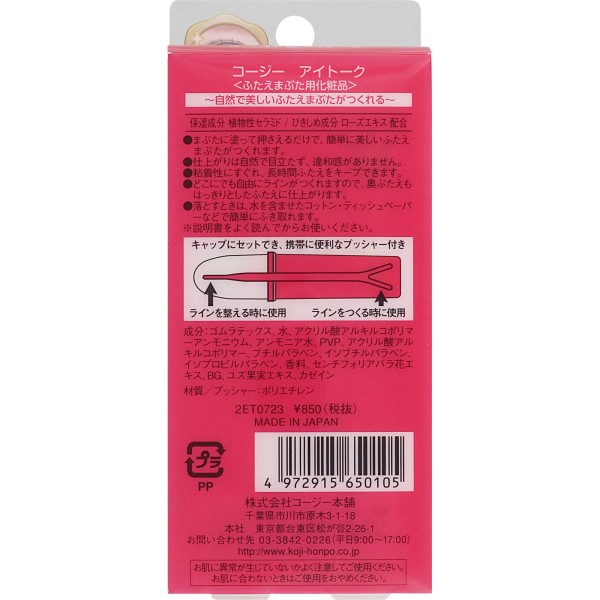 コージー アイトーク
＜ふたえまぶた用化粧品＞
～自然で美しいふたえまぶたがつくれる～
保湿成分 植物性セラミド / ひきしめ成分 ローズエキス 配合
●まぶたに塗って押さえるだけで、簡単に美しいふたえ
まぶたがつくれます。
●仕上がりは自然で目立たず、違和感がありません。
●粘着性にすぐれ、長時間ふたえをキープできます。
●どこにでも自由にラインがつくれますので、奥ぶたえも
はっきりとしたふたえに仕上がります。
●落とすときは、水を含ませたコットン・ティッシュペーパ
ーなどで簡単にふき取れます。
※説明書をよく読んでからお使いください。
キャップにセットでき、携帯に便利なプッシャー付き
ラインを整える時に使用 ラインをつくる時に使用
成分：ゴムラテックス、水、アクリル酸アルキルコポリマ
ーアンモニウム、アンモニア水、PVP、アクリル酸アル
キルコポリマー、ブチルパラベン、イソブチルパラベン、
イソプロピルパラベン、香料、センチフォリアバラ花エ
キス、BG、ユズ果実エキス、カゼイン
材質／プッシャー：ポリエチレン
2ET0723 ¥850(税抜)
MADE IN JAPAN
プラ
PP
4 972915 650105
株式会社コージー本舗
千葉県市川市原木3-1-18
本社 東京都台東区松が谷2-26-1
お問い合わせ先 03-3842-0226(平日9:00～17:00)
http://www.koji-honpo.co.jp
お肌に異常が生じていないかよく注意してご使用ください。
お肌に合わないときはご使用をおやめください。